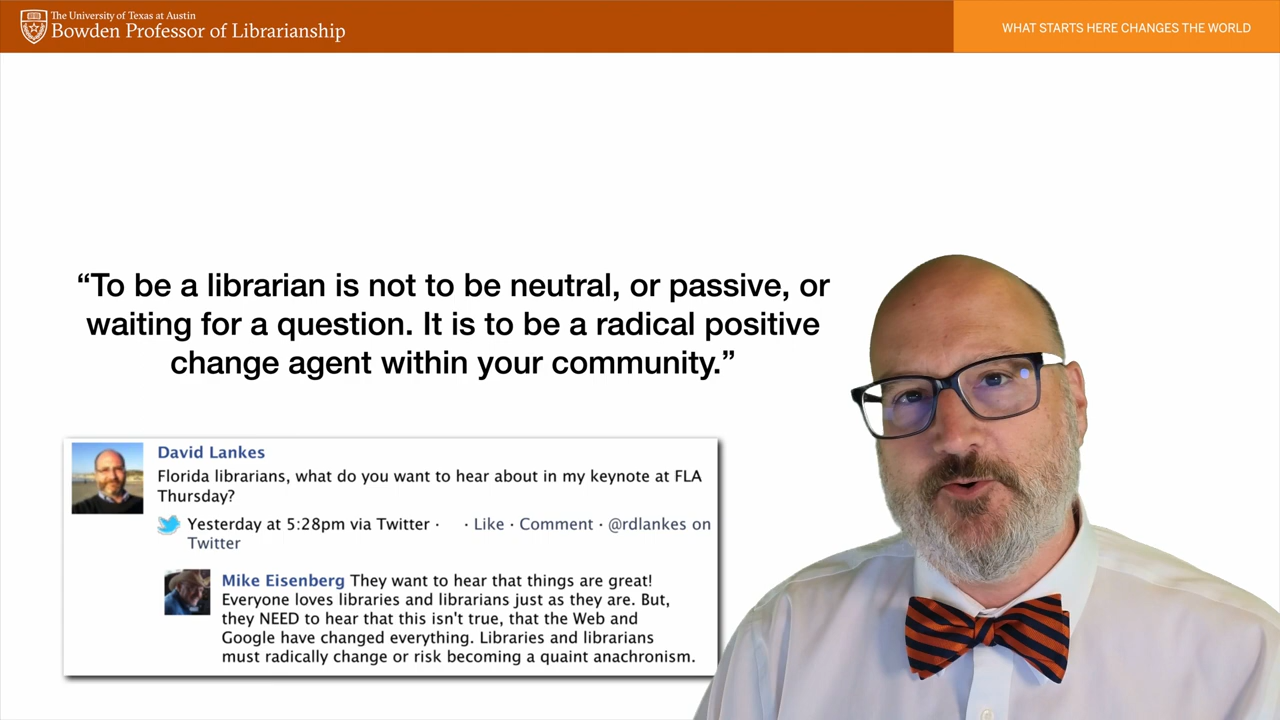 The University of Texas at Austin
Bowden Professor of Librarianship
WHAT STARTS HERE CHANGES THE WORLD
“To be a librarian is not to be neutral, or passive, or
waiting for a question. It is to be a radical positive
change agent within your community.”
David Lankes
Florida librarians, what do you want to hear about in my keynote at FLA
Thursday?
Yesterday at 5:28pm via Twitter · · Like · Comment · @rdlankes on
Twitter
Mike Eisenberg They want to hear that things are great!
Everyone loves libraries and librarians just as they are. But,
they NEED to hear that this isn't true, that the Web and
Google have changed everything. Libraries and librarians
must radically change or risk becoming a quaint anachronism.